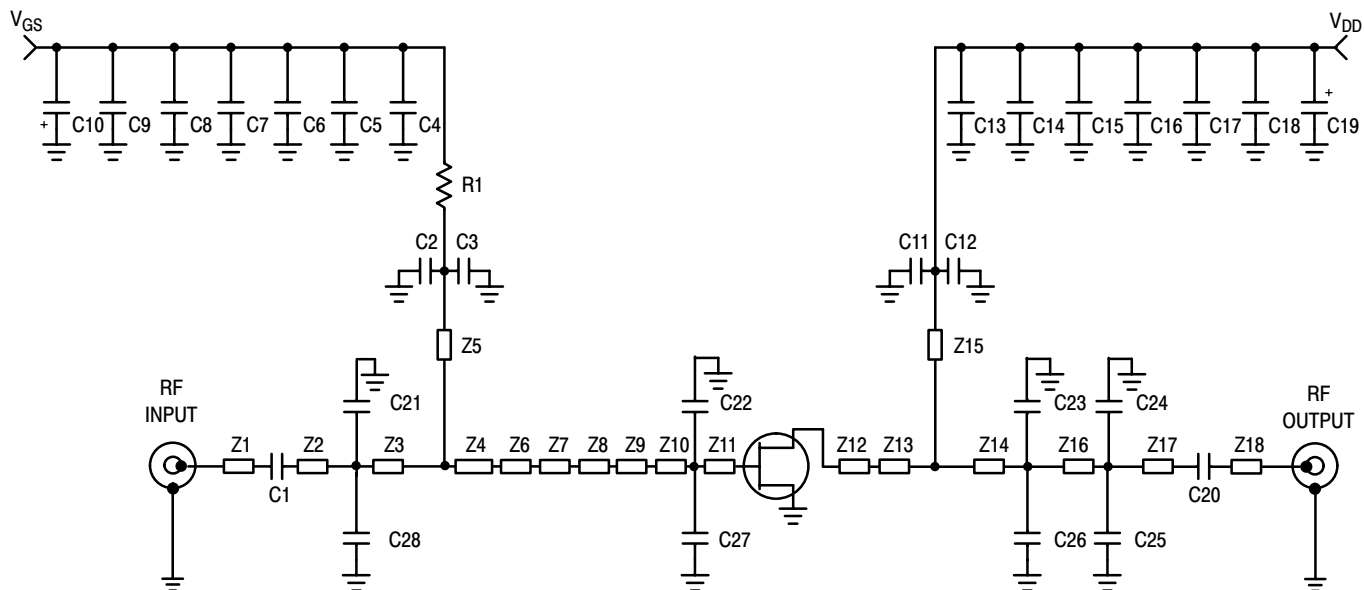 VGS
VDD
+ C10 C9 C8 C7 C6 C5 C4
C13 C14 C15 C16 C17 C18 + C19
R1
C2 C3
C11 C12
Z5
Z15
RF
INPUT
C21
C22
C23
C24
RF
OUTPUT
Z1 Z2 Z3 Z4 Z6 Z7 Z8 Z9 Z10 Z11 Z12 Z13 Z14 Z16 Z17 Z18
C1
C20
C28
C27
C26
C25